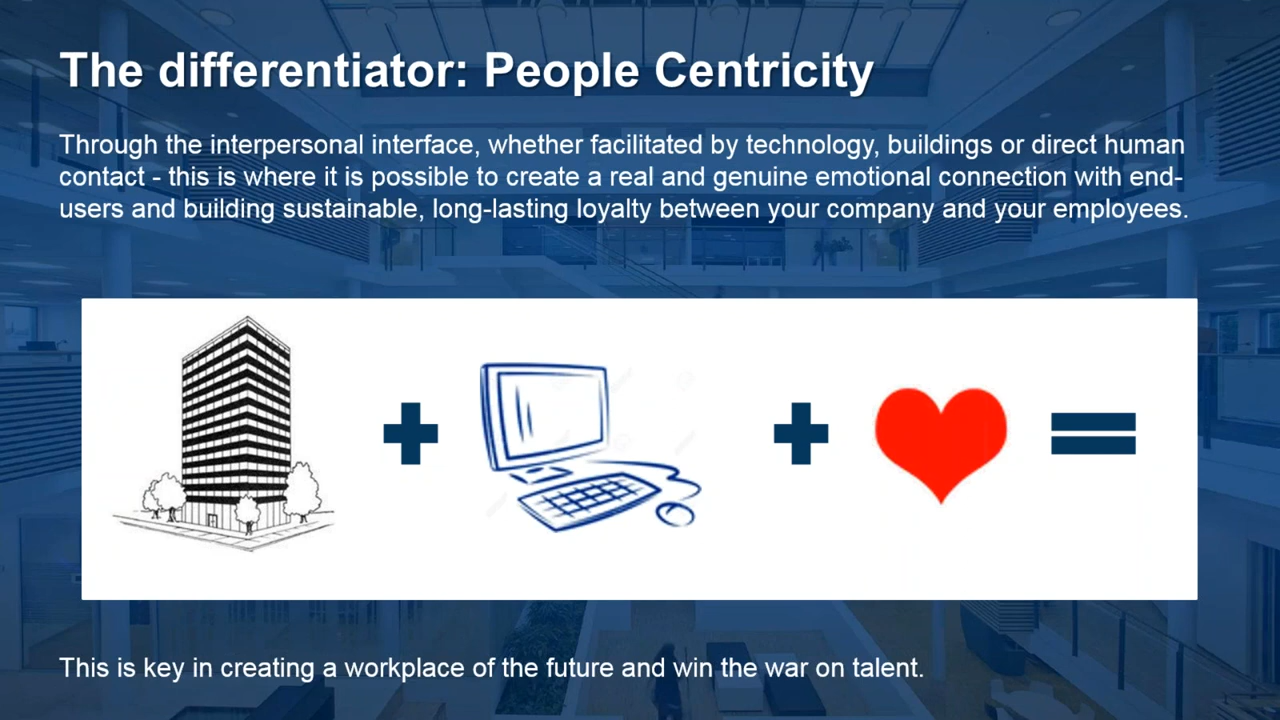 The differentiator: People Centricity
Through the interpersonal interface, whether facilitated by technology, buildings or direct human
contact - this is where it is possible to create a real and genuine emotional connection with end-
users and building sustainable, long-lasting loyalty between your company and your employees.
+ + =
This is key in creating a workplace of the future and win the war on talent.